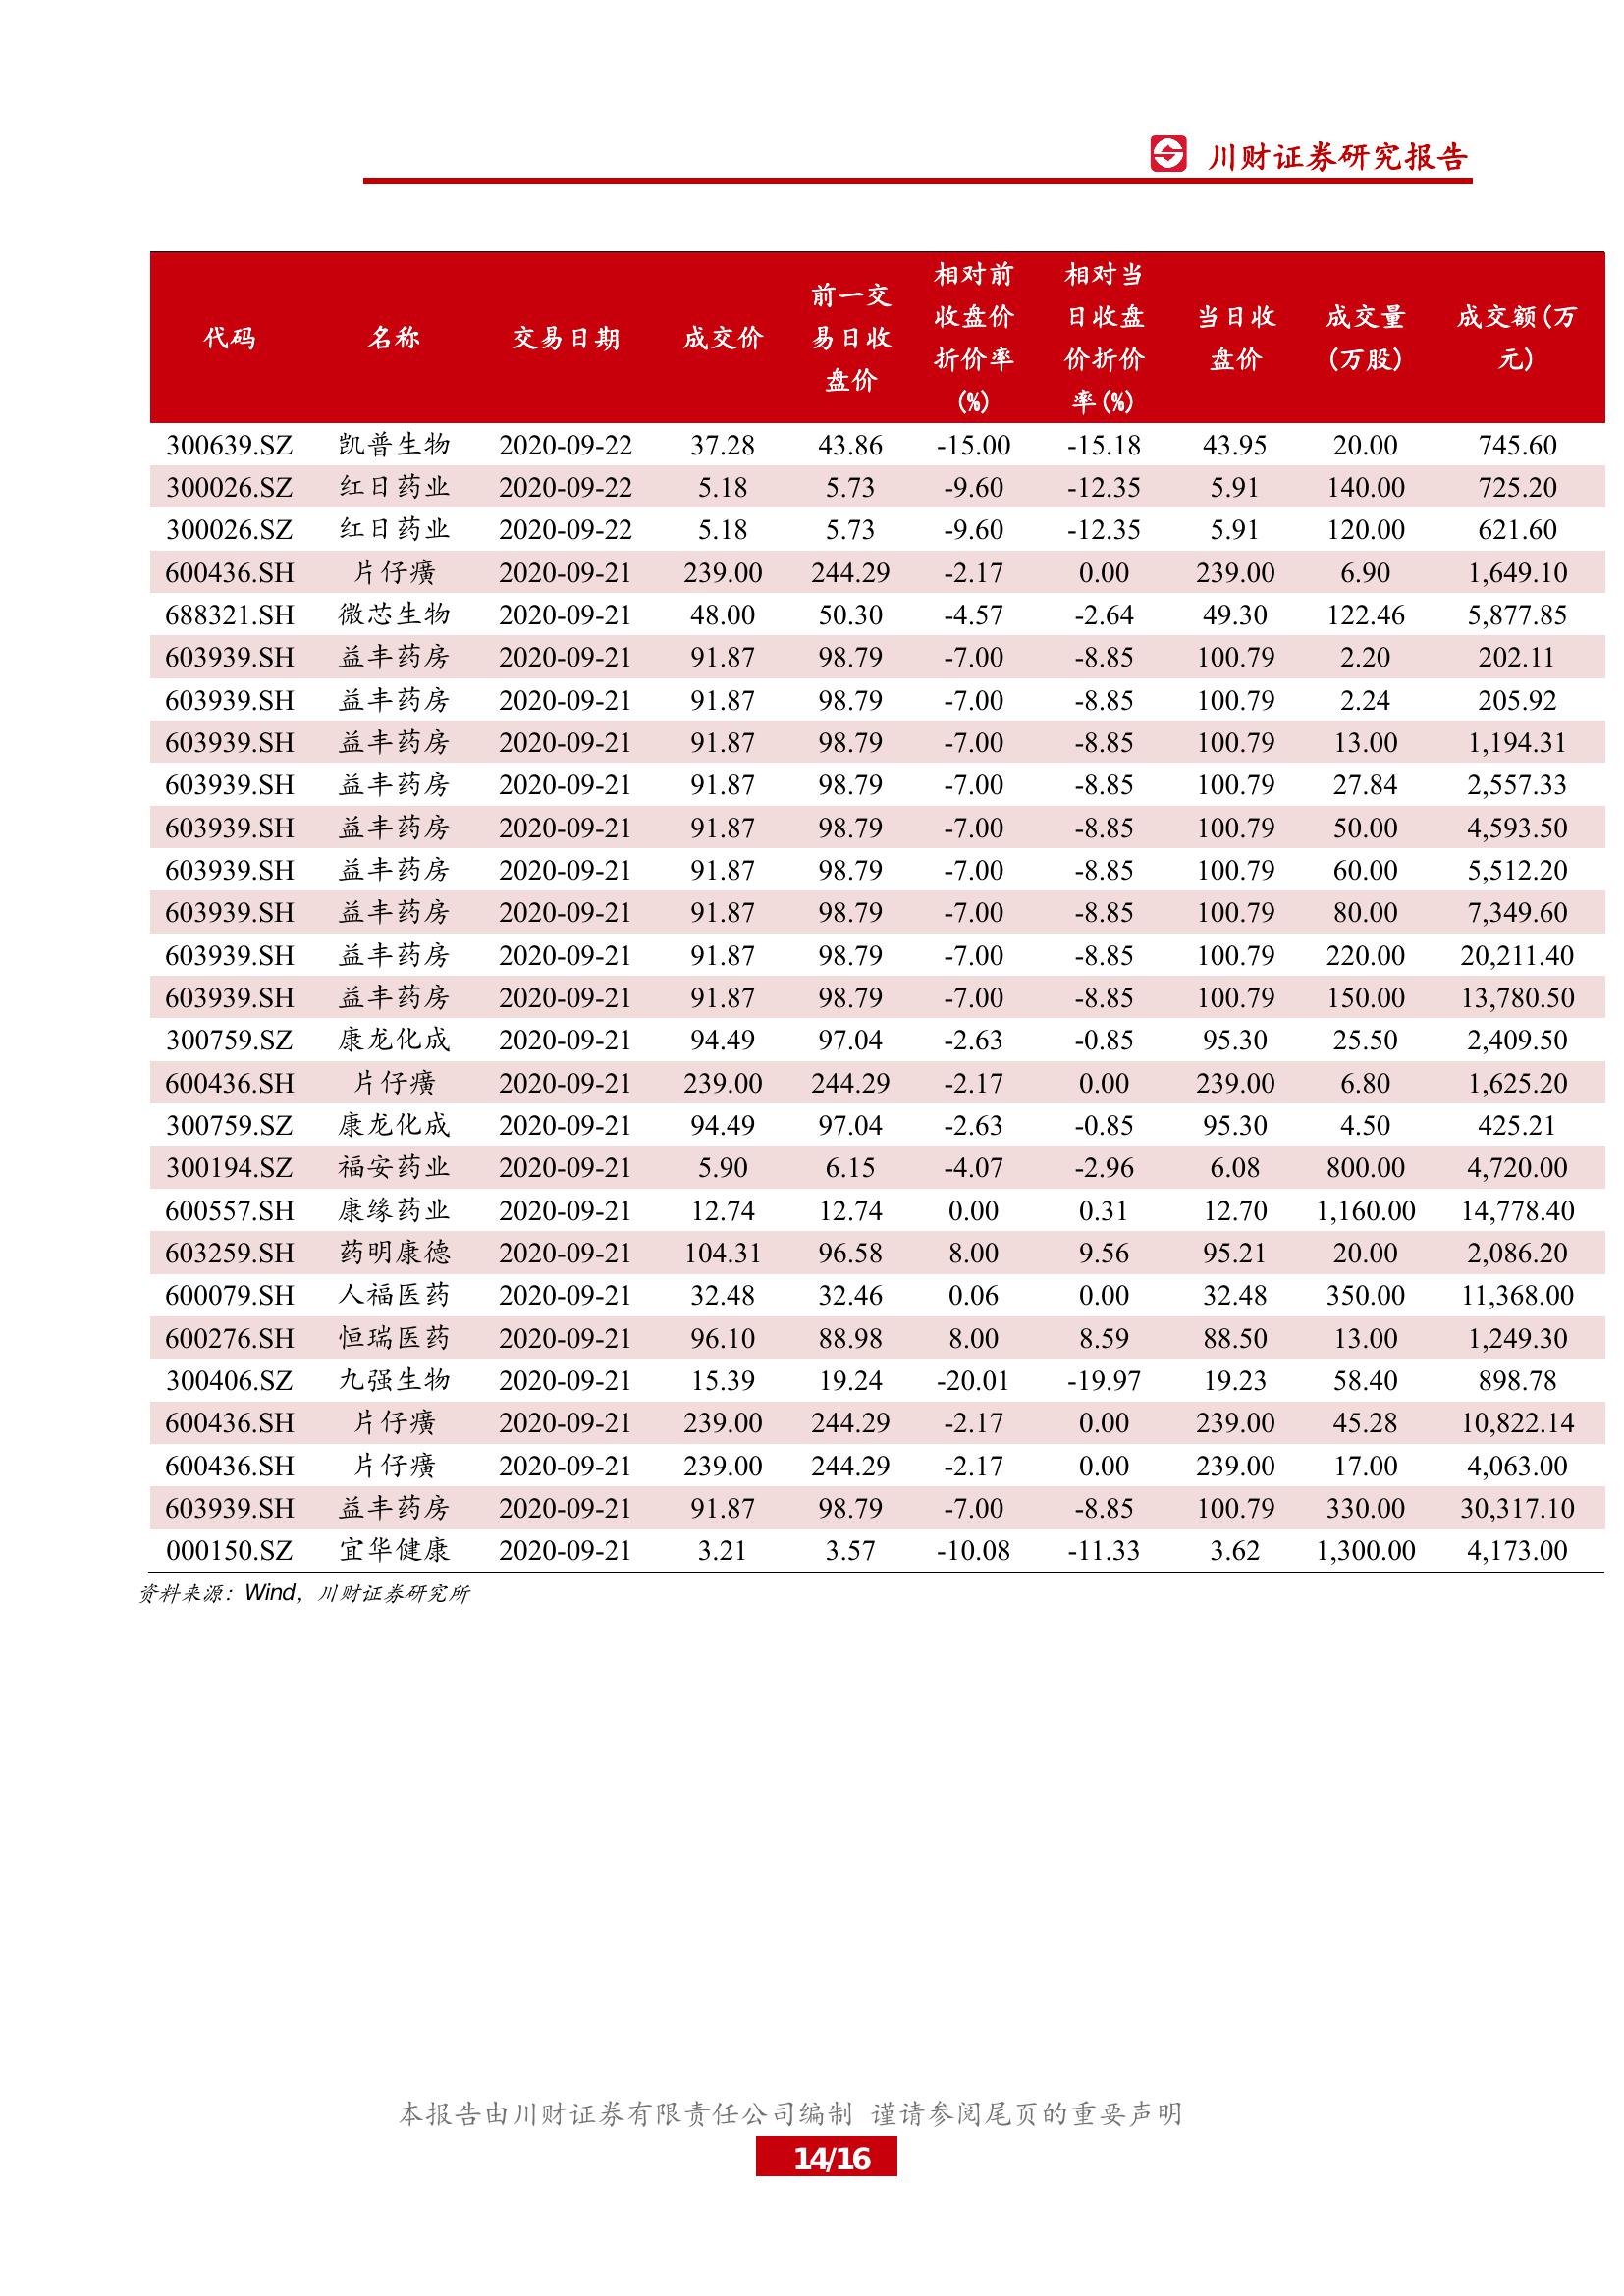 川财证券研究报告
代码 名称 交易日期 成交价 前一交易日收盘价 相对前收盘价折价率(%) 相对当日收盘价折价率(%) 当日收盘价 成交量(万股) 成交额(万元)
300639.SZ 凯普生物 2020-09-22 37.28 43.86 -15.00 -15.18 43.95 20.00 745.60
300026.SZ 红日药业 2020-09-22 5.18 5.73 -9.60 -12.35 5.91 140.00 725.20
300026.SZ 红日药业 2020-09-22 5.18 5.73 -9.60 -12.35 5.91 120.00 621.60
600436.SH 片仔癀 2020-09-21 239.00 244.29 -2.17 0.00 239.00 6.90 1,649.10
688321.SH 微芯生物 2020-09-21 48.00 50.30 -4.57 -2.64 49.30 122.46 5,877.85
603939.SH 益丰药房 2020-09-21 91.87 98.79 -7.00 -8.85 100.79 2.20 202.11
603939.SH 益丰药房 2020-09-21 91.87 98.79 -7.00 -8.85 100.79 2.24 205.92
603939.SH 益丰药房 2020-09-21 91.87 98.79 -7.00 -8.85 100.79 13.00 1,194.31
603939.SH 益丰药房 2020-09-21 91.87 98.79 -7.00 -8.85 100.79 27.84 2,557.33
603939.SH 益丰药房 2020-09-21 91.87 98.79 -7.00 -8.85 100.79 50.00 4,593.50
603939.SH 益丰药房 2020-09-21 91.87 98.79 -7.00 -8.85 100.79 60.00 5,512.20
603939.SH 益丰药房 2020-09-21 91.87 98.79 -7.00 -8.85 100.79 80.00 7,349.60
603939.SH 益丰药房 2020-09-21 91.87 98.79 -7.00 -8.85 100.79 220.00 20,211.40
603939.SH 益丰药房 2020-09-21 91.87 98.79 -7.00 -8.85 100.79 150.00 13,780.50
300759.SZ 康龙化成 2020-09-21 94.49 97.04 -2.63 -0.85 95.30 25.50 2,409.50
600436.SH 片仔癀 2020-09-21 239.00 244.29 -2.17 0.00 239.00 6.80 1,625.20
300759.SZ 康龙化成 2020-09-21 94.49 97.04 -2.63 -0.85 95.30 4.50 425.21
300194.SZ 福安药业 2020-09-21 5.90 6.15 -4.07 -2.96 6.08 800.00 4,720.00
600557.SH 康缘药业 2020-09-21 12.74 12.74 0.00 0.31 12.70 1,160.00 14,778.40
603259.SH 药明康德 2020-09-21 104.31 96.58 8.00 9.56 95.21 20.00 2,086.20
600079.SH 人福医药 2020-09-21 32.48 32.46 0.06 0.00 32.48 350.00 11,368.00
600276.SH 恒瑞医药 2020-09-21 96.10 88.98 8.00 8.59 88.50 13.00 1,249.30
300406.SZ 九强生物 2020-09-21 15.39 19.24 -20.01 -19.97 19.23 58.40 898.78
600436.SH 片仔癀 2020-09-21 239.00 244.29 -2.17 0.00 239.00 45.28 10,822.14
600436.SH 片仔癀 2020-09-21 239.00 244.29 -2.17 0.00 239.00 17.00 4,063.00
603939.SH 益丰药房 2020-09-21 91.87 98.79 -7.00 -8.85 100.79 330.00 30,317.10
000150.SZ 宜华健康 2020-09-21 3.21 3.57 -10.08 -11.33 3.62 1,300.00 4,173.00
资料来源：Wind，川财证券研究所
本报告由川财证券有限责任公司编制 谨请参阅尾页的重要声明
14/16